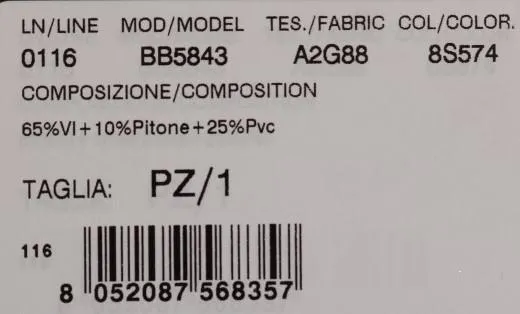 LN/LINE MOD/MODEL TES./FABRIC COL/COLOR.
0116 BB5843 A2G88 8S574
COMPOSIZIONE/COMPOSITION
65%VI+10%Pitone+25%Pvc
TAGLIA: PZ/1
116
8 052087 568357